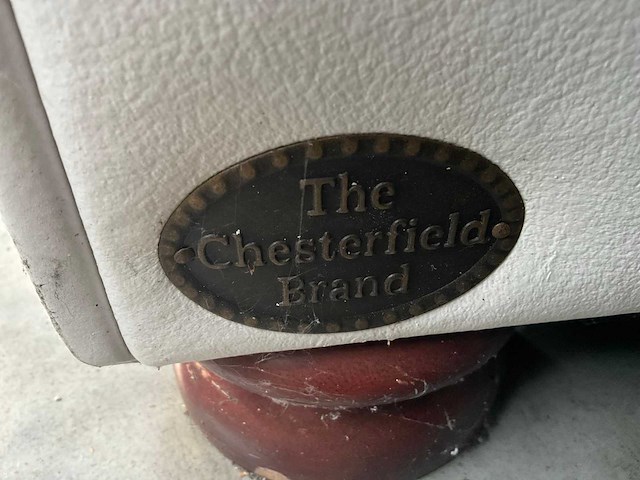 The
Chesterfield
Brand